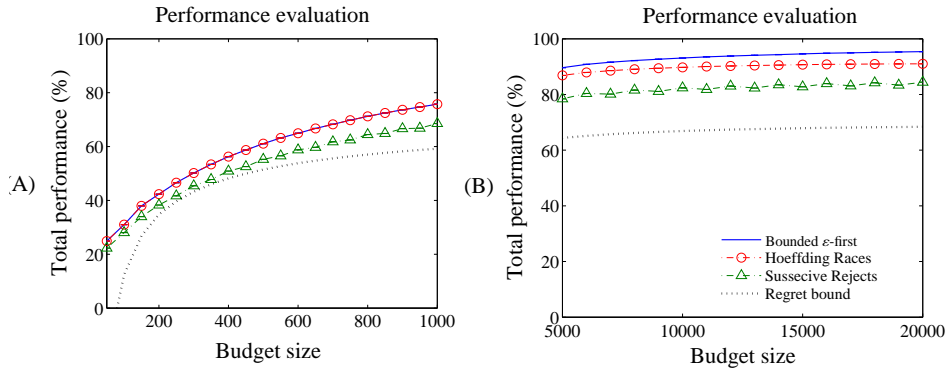 Performance evaluation
Total performance (%)
100
80
60
40
20
0
200
400
600
800
1000
Budget size
(A)
Performance evaluation
Total performance (%)
100
80
60
40
20
0
5000
10000
15000
20000
Budget size
(B)
Bounded ε-first
Hoeffding Races
Sussecive Rejects
Regret bound